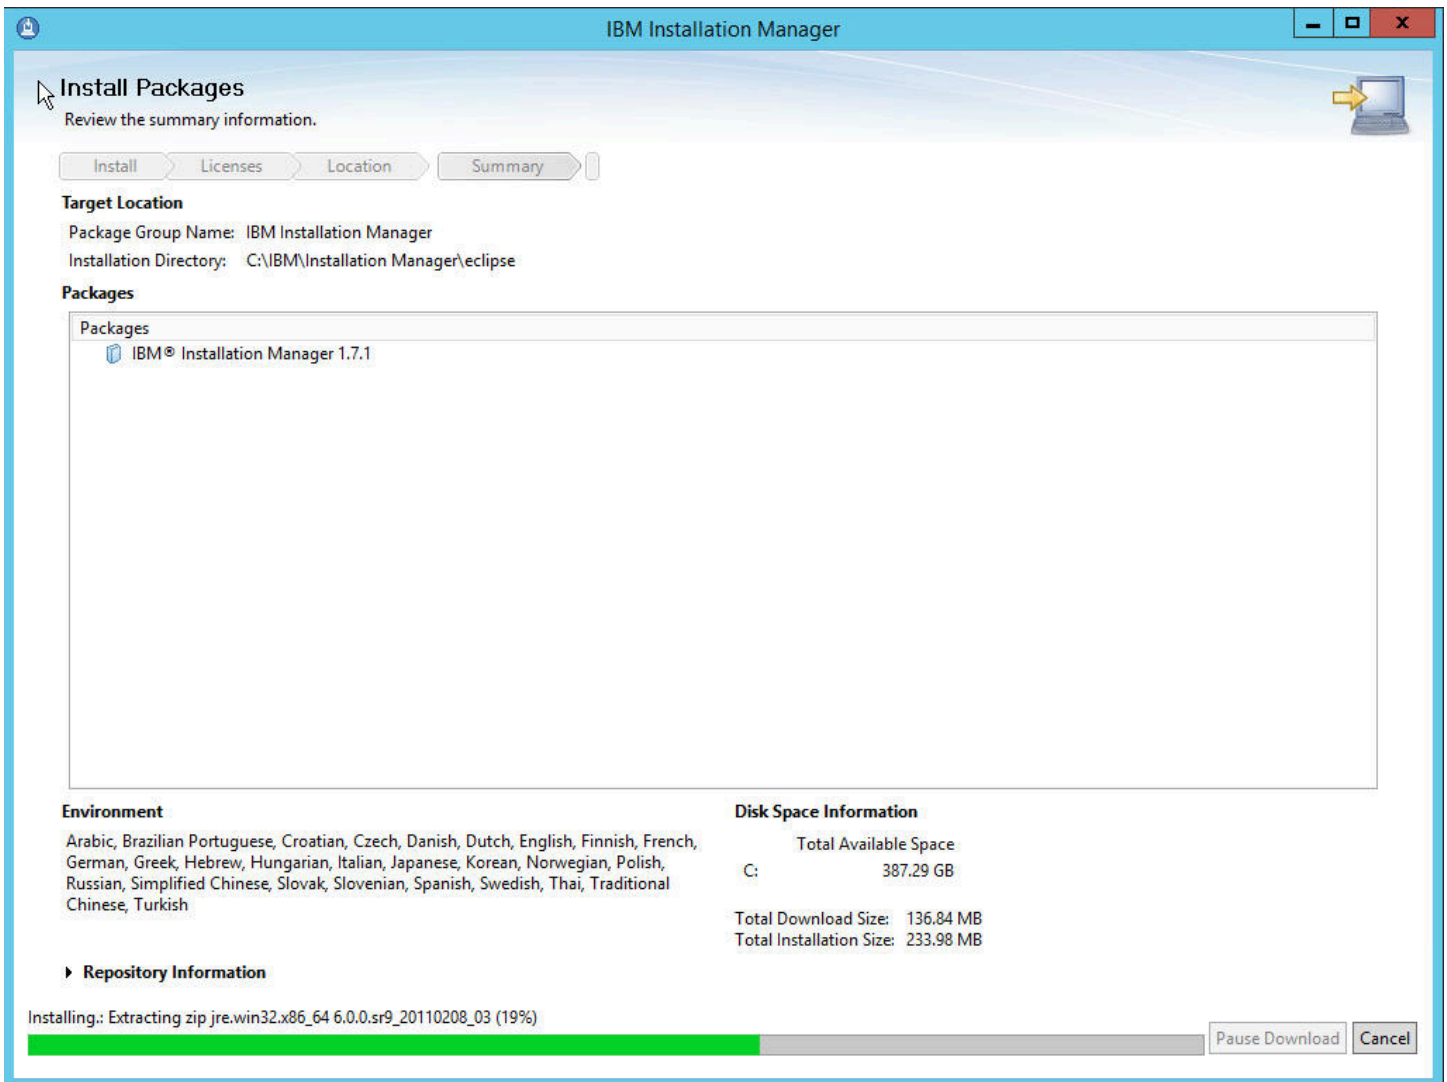 IBM Installation Manager
Install Packages
Review the summary information.
Install Licenses Location Summary
Target Location
Package Group Name: IBM Installation Manager
Installation Directory: C:\IBM\Installation Manager\eclipse
Packages
Packages
IBM® Installation Manager 1.7.1
Environment
Arabic, Brazilian Portuguese, Croatian, Czech, Danish, Dutch, English, Finnish, French,
German, Greek, Hebrew, Hungarian, Italian, Japanese, Korean, Norwegian, Polish,
Russian, Simplified Chinese, Slovak, Slovenian, Spanish, Swedish, Thai, Traditional
Chinese, Turkish
Disk Space Information
Total Available Space
C: 387.29 GB
Total Download Size: 136.84 MB
Total Installation Size: 233.98 MB
Repository Information
Installing.: Extracting zip jre.win32.x86_64 6.0.0.sr9_20110208_03 (19%)
Pause Download Cancel